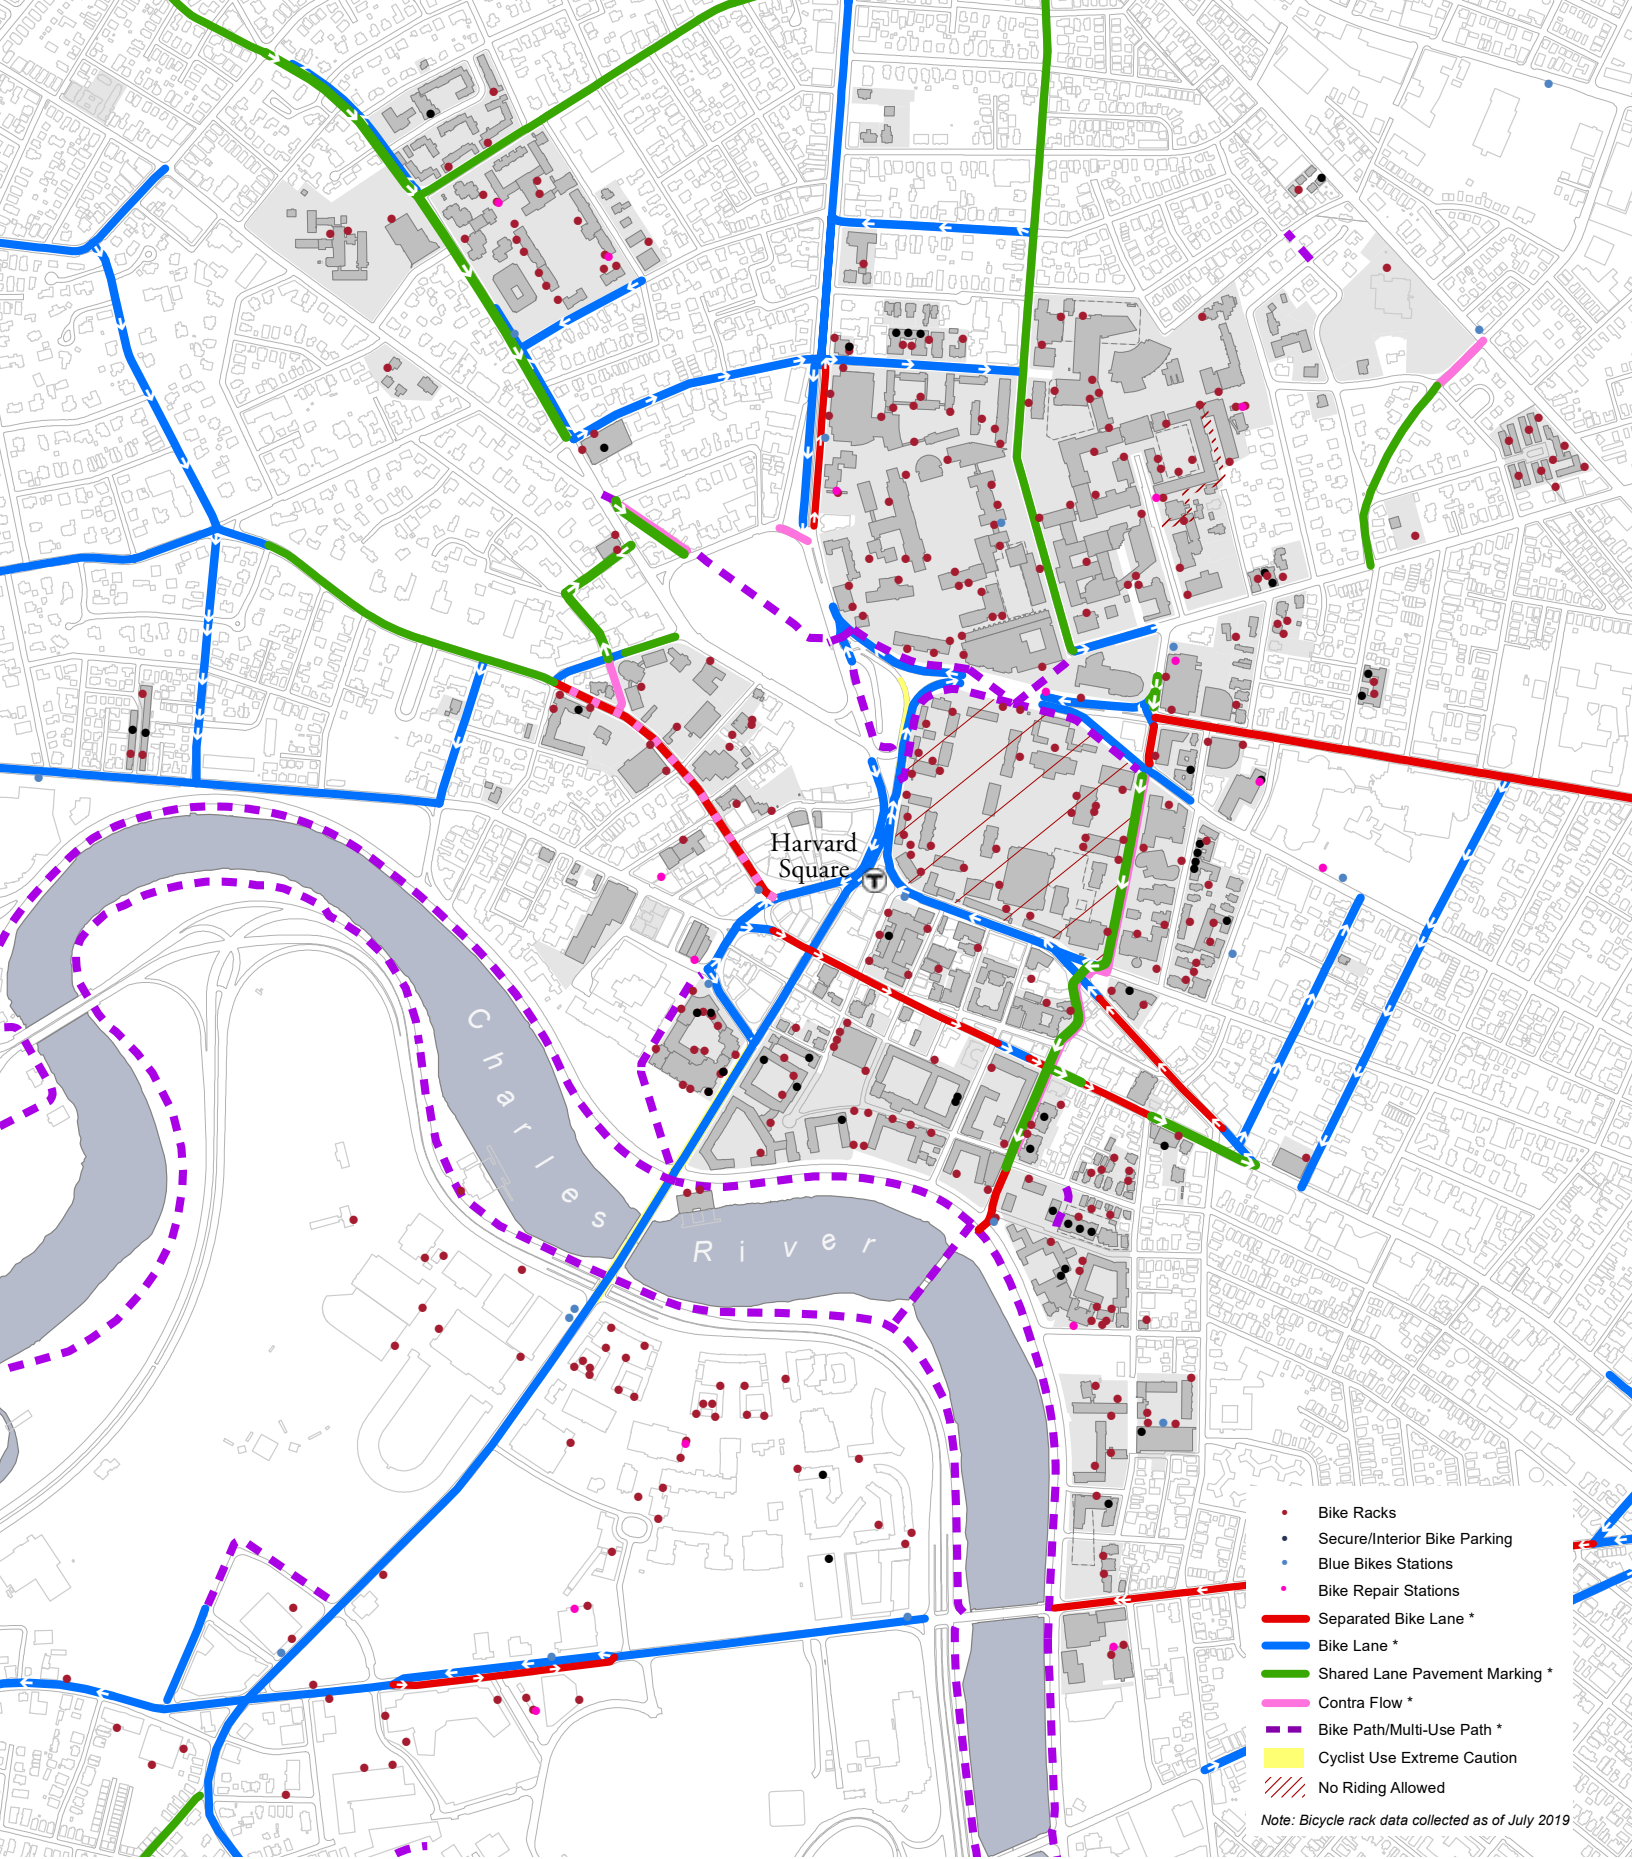 Harvard
Square
T
Charles
River
Bike Racks
Secure/Interior Bike Parking
Blue Bikes Stations
Bike Repair Stations
Separated Bike Lane *
Bike Lane *
Shared Lane Pavement Marking *
Contra Flow *
Bike Path/Multi-Use Path *
Cyclist Use Extreme Caution
No Riding Allowed
Note: Bicycle rack data collected as of July 2019